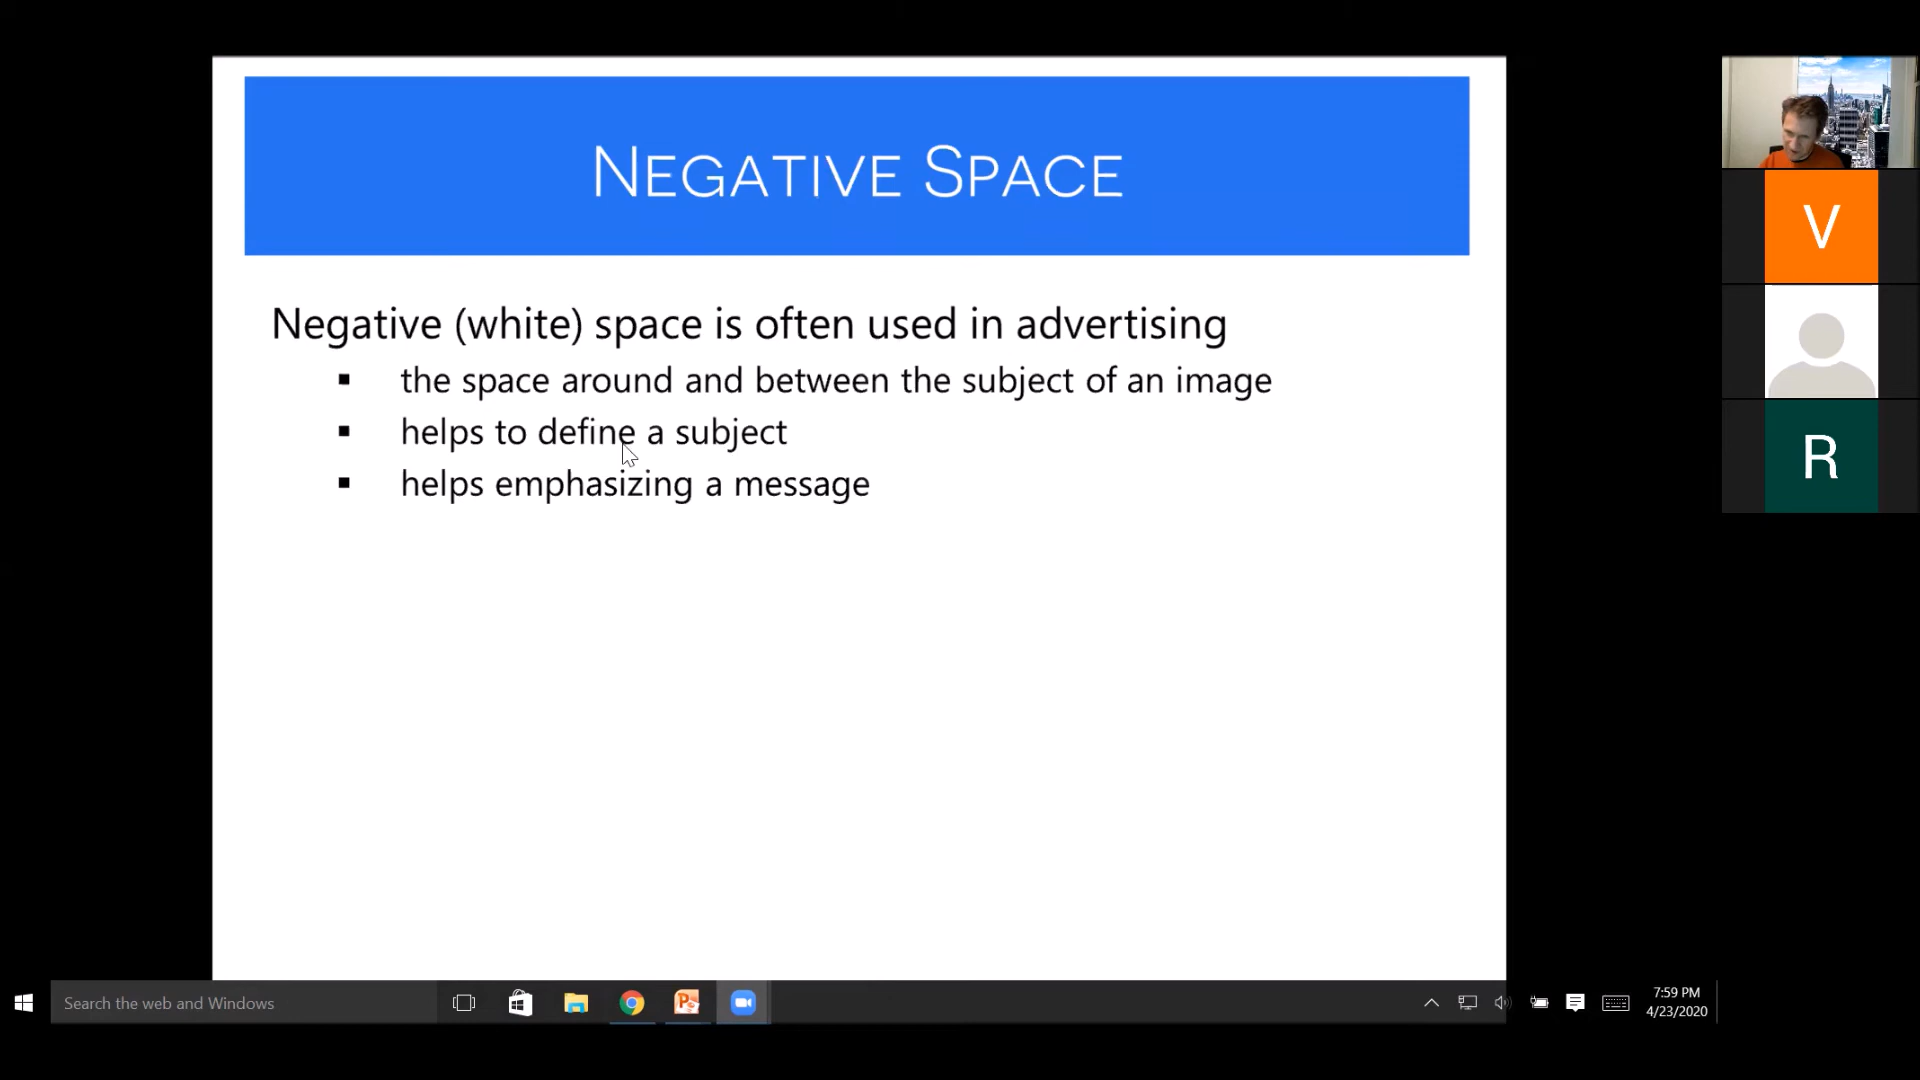 NEGATIVE SPACE
Negative (white) space is often used in advertising
the space around and between the subject of an image
helps to define a subject
helps emphasizing a message
V
R
Search the web and Windows
7:59 PM
4/23/2020